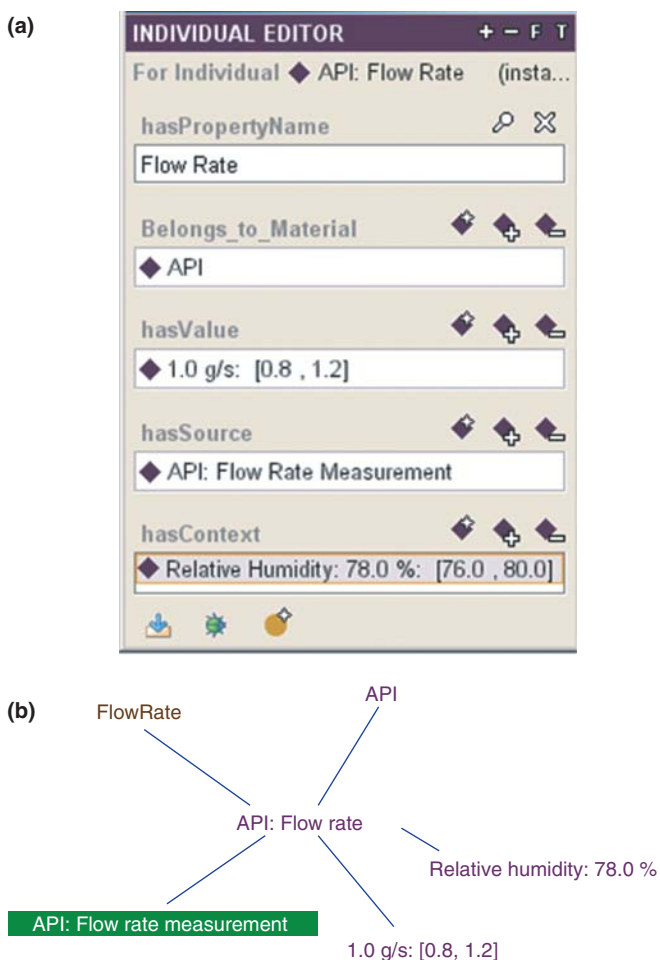 (a)
INDIVIDUAL EDITOR + − F T
For Individual API: Flow Rate (insta...
hasPropertyName
Flow Rate
Belongs_to_Material
API
hasValue
1.0 g/s: [0.8 , 1.2]
hasSource
API: Flow Rate Measurement
hasContext
Relative Humidity: 78.0 %: [76.0 , 80.0]
(b)
API
FlowRate
API: Flow rate
Relative humidity: 78.0 %
API: Flow rate measurement
1.0 g/s: [0.8, 1.2]